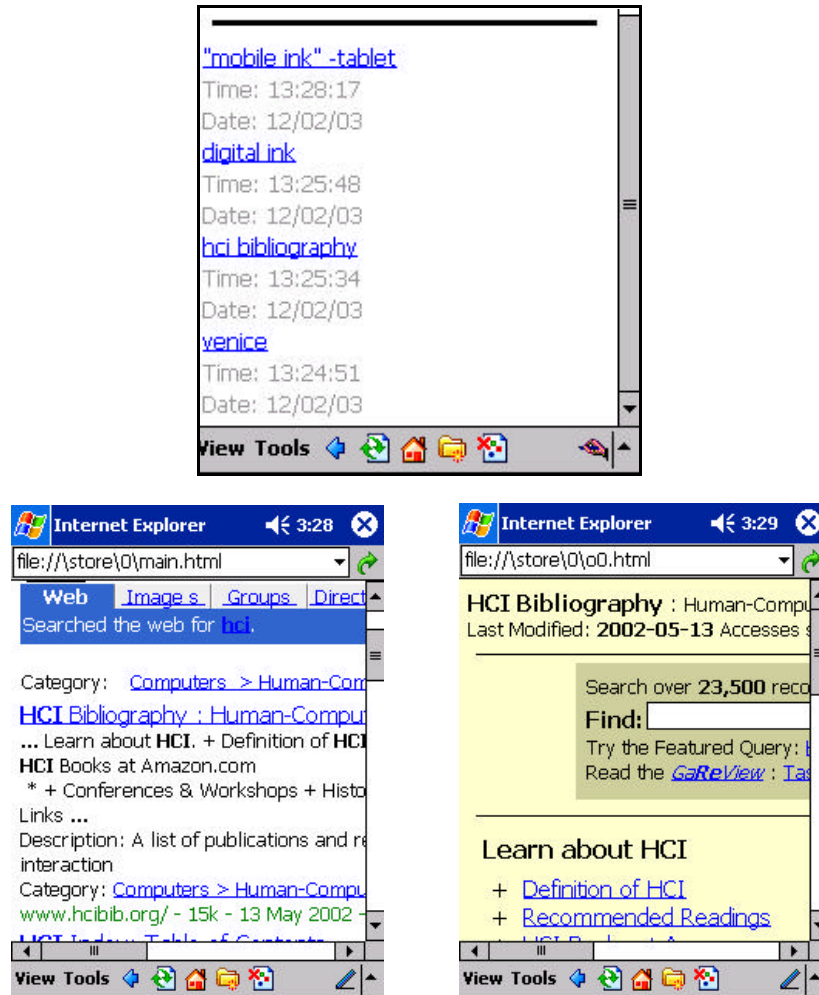 "mobile ink" -tablet
Time: 13:28:17
Date: 12/02/03
digital ink
Time: 13:25:48
Date: 12/02/03
hci bibliography
Time: 13:25:34
Date: 12/02/03
venice
Time: 13:24:51
Date: 12/02/03
View Tools
Internet Explorer 3:28
file://\store\0\main.html
Web Image s Groups Direct
Searched the web for hci.
Category: Computers > Human-Com
HCI Bibliography : Human-Compu
... Learn about HCI. + Definition of HCI
HCI Books at Amazon.com
* + Conferences & Workshops + Histo
Links ...
Description: A list of publications and re
interaction
Category: Computers > Human-Compu
www.hcibib.org/ - 15k - 13 May 2002 -
HCI Index: Table of Contents
View Tools
Internet Explorer 3:29
file://\store\0\o0.html
HCI Bibliography : Human-Compu
Last Modified: 2002-05-13 Accesses s
Search over 23,500 reco
Find:
Try the Featured Query:
Read the GaReView : Tas
Learn about HCI
+ Definition of HCI
+ Recommended Readings
View Tools